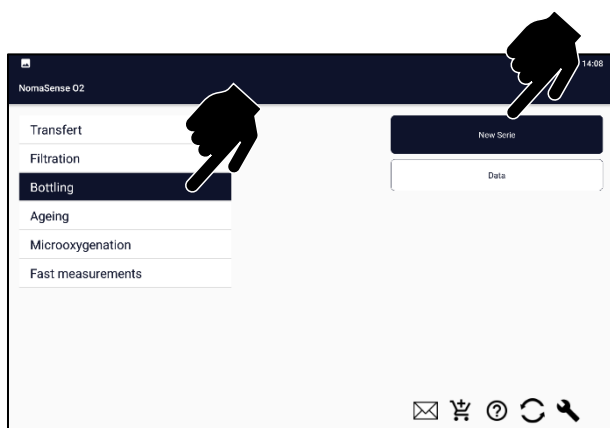 14:08
NomaSense O2
Transfert
New Serie
Filtration
Data
Bottling
Ageing
Microoxygenation
Fast measurements